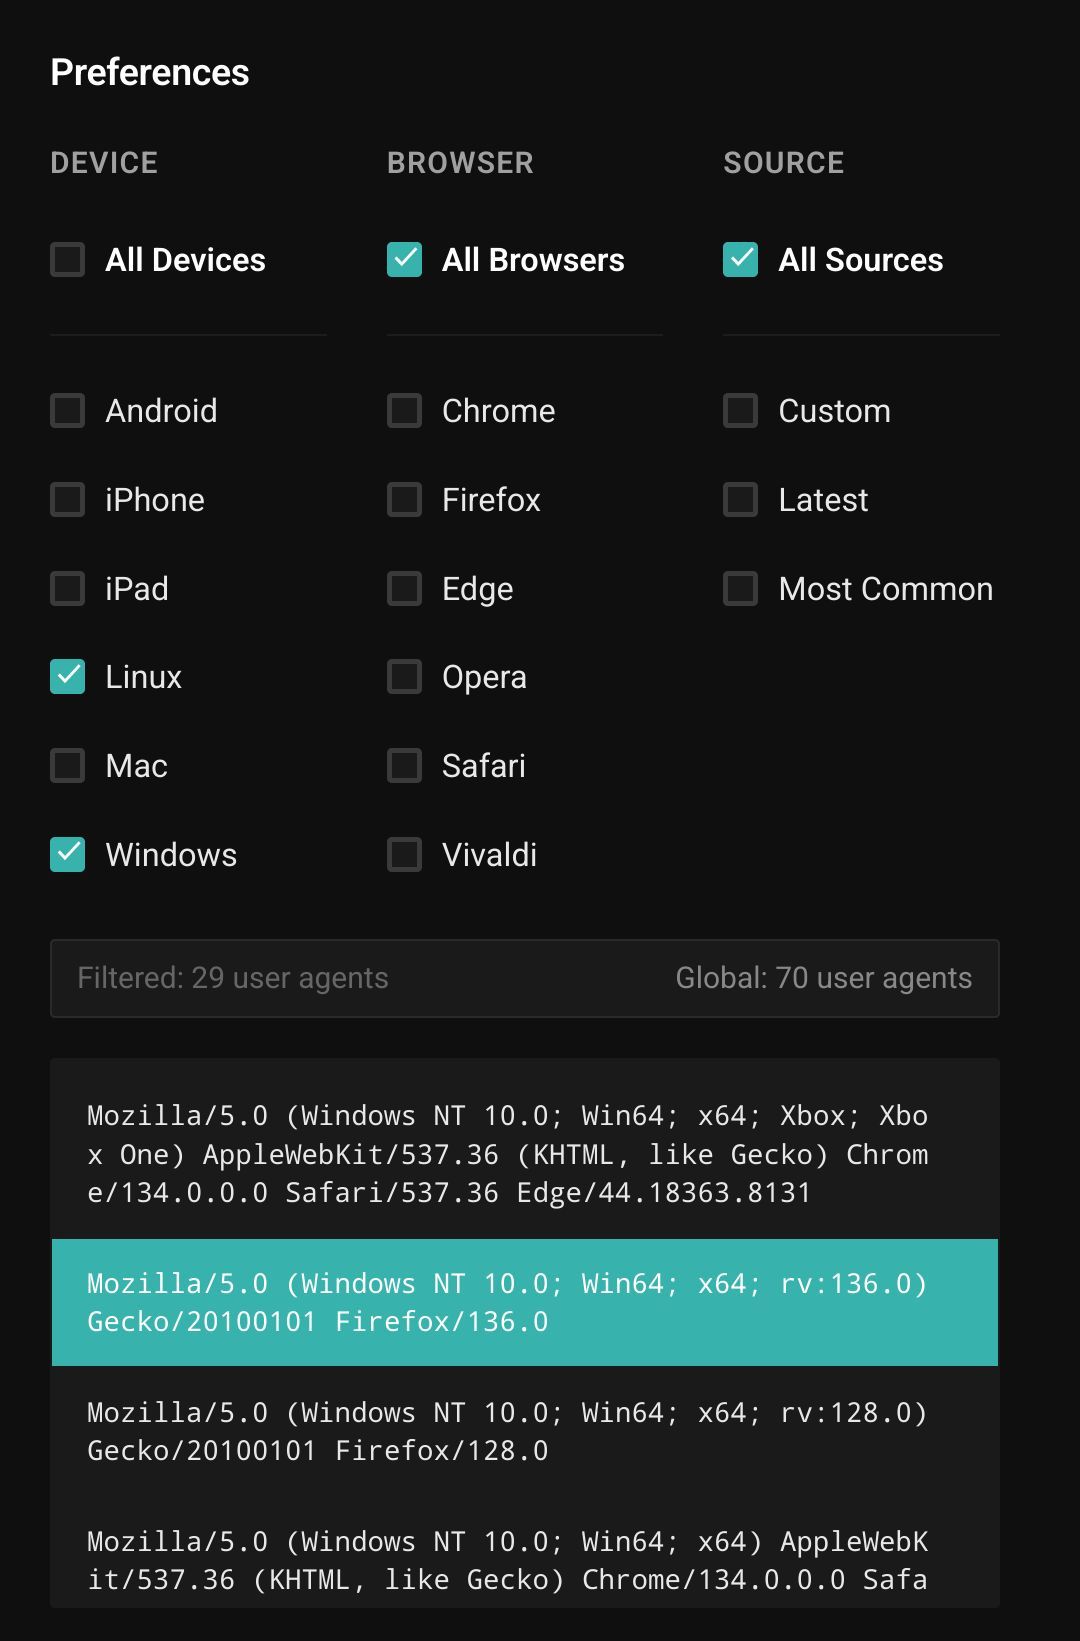 Preferences
DEVICE
BROWSER
SOURCE
All Devices
All Browsers
All Sources
Android
Chrome
Custom
iPhone
Firefox
Latest
iPad
Edge
Most Common
Linux
Opera
Mac
Safari
Windows
Vivaldi
Filtered: 29 user agents
Global: 70 user agents
Mozilla/5.0 (Windows NT 10.0; Win64; x64; Xbox; Xbo
x One) AppleWebKit/537.36 (KHTML, like Gecko) Chrom
e/134.0.0.0 Safari/537.36 Edge/44.18363.8131
Mozilla/5.0 (Windows NT 10.0; Win64; x64; rv:136.0)
Gecko/20100101 Firefox/136.0
Mozilla/5.0 (Windows NT 10.0; Win64; x64; rv:128.0)
Gecko/20100101 Firefox/128.0
Mozilla/5.0 (Windows NT 10.0; Win64; x64) AppleWebK
it/537.36 (KHTML, like Gecko) Chrome/134.0.0.0 Safa